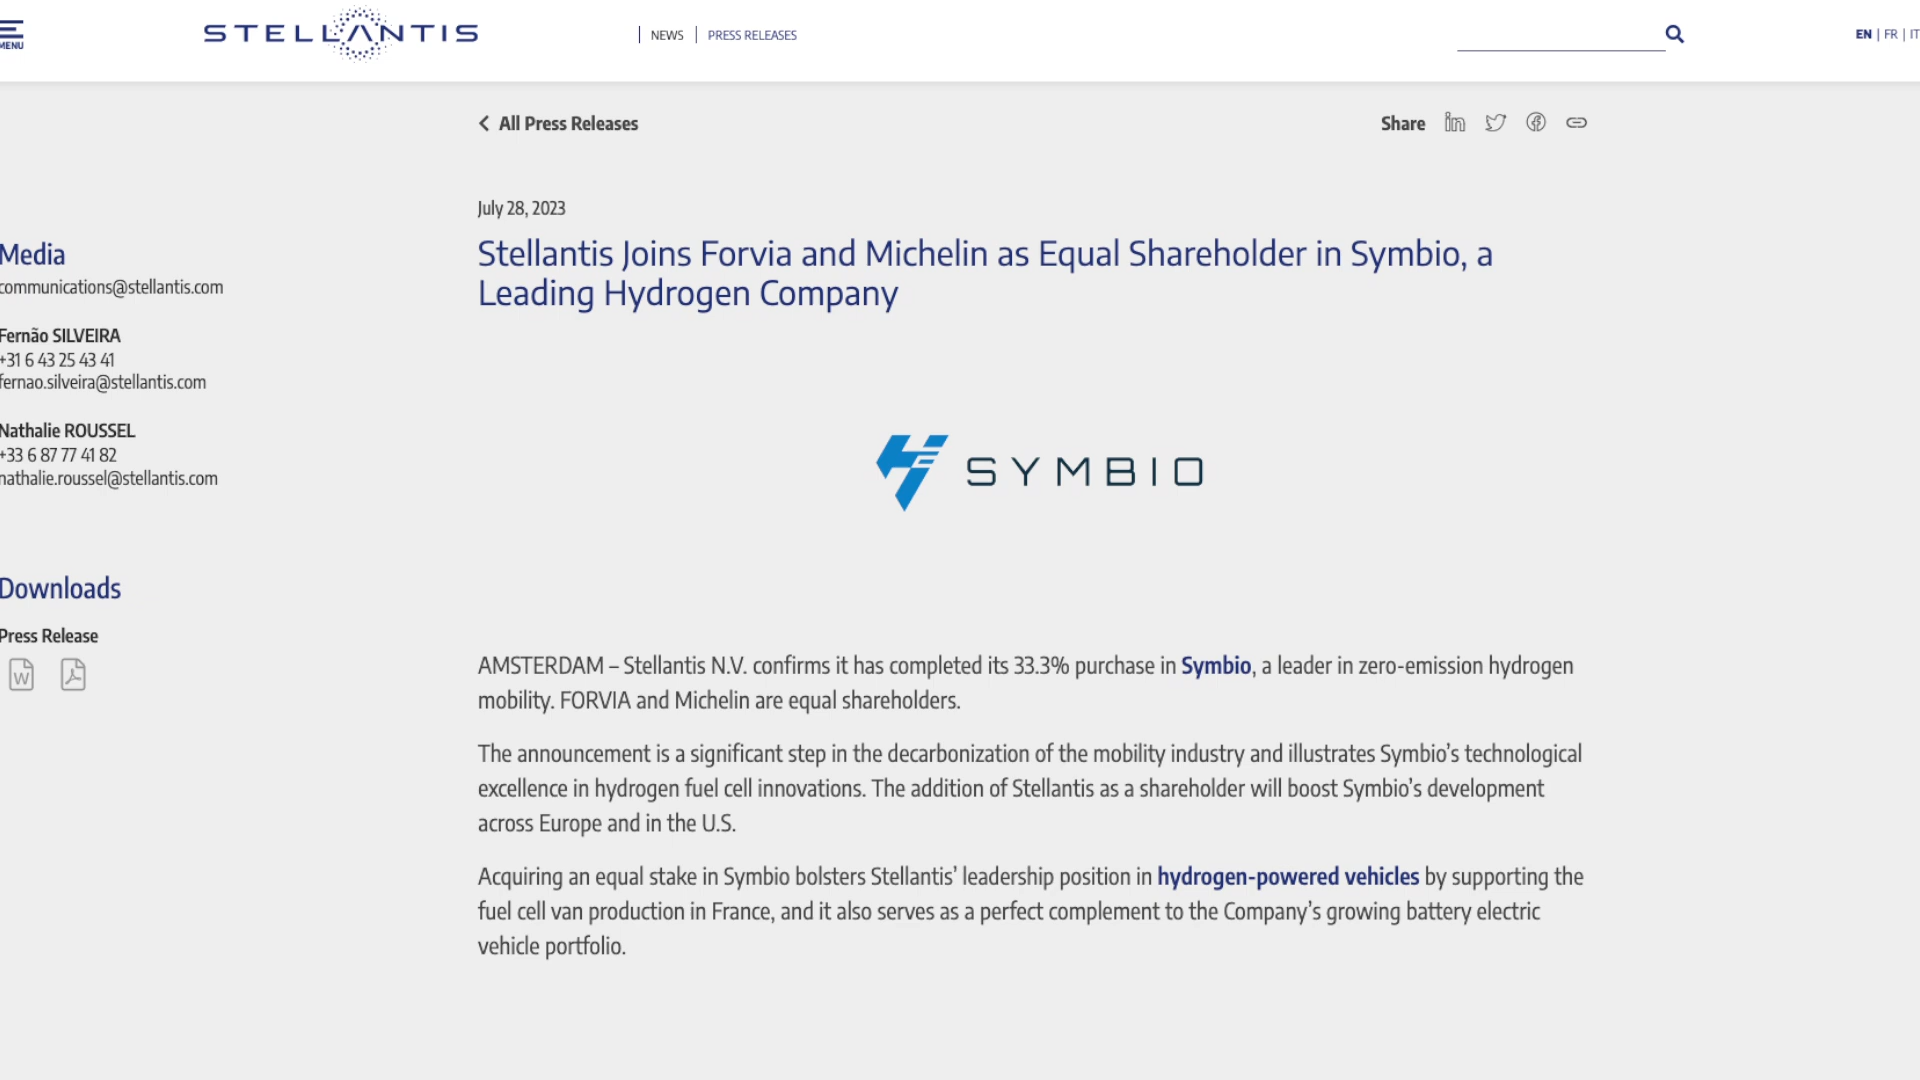 MENU
STELLANTIS
NEWS
PRESS RELEASES
EN | FR | IT
All Press Releases
Share
July 28, 2023
Stellantis Joins Forvia and Michelin as Equal Shareholder in Symbio, a
Leading Hydrogen Company
Media
communications@stellantis.com
Fernão SILVEIRA
+31 6 43 25 43 41
fernao.silveira@stellantis.com
Nathalie ROUSSEL
+33 6 87 77 41 82
nathalie.roussel@stellantis.com
Downloads
Press Release
W
SYMBIO
AMSTERDAM – Stellantis N.V. confirms it has completed its 33.3% purchase in Symbio, a leader in zero-emission hydrogen
mobility. FORVIA and Michelin are equal shareholders.
The announcement is a significant step in the decarbonization of the mobility industry and illustrates Symbio’s technological
excellence in hydrogen fuel cell innovations. The addition of Stellantis as a shareholder will boost Symbio’s development
across Europe and in the U.S.
Acquiring an equal stake in Symbio bolsters Stellantis’ leadership position in hydrogen-powered vehicles by supporting the
fuel cell van production in France, and it also serves as a perfect complement to the Company’s growing battery electric
vehicle portfolio.